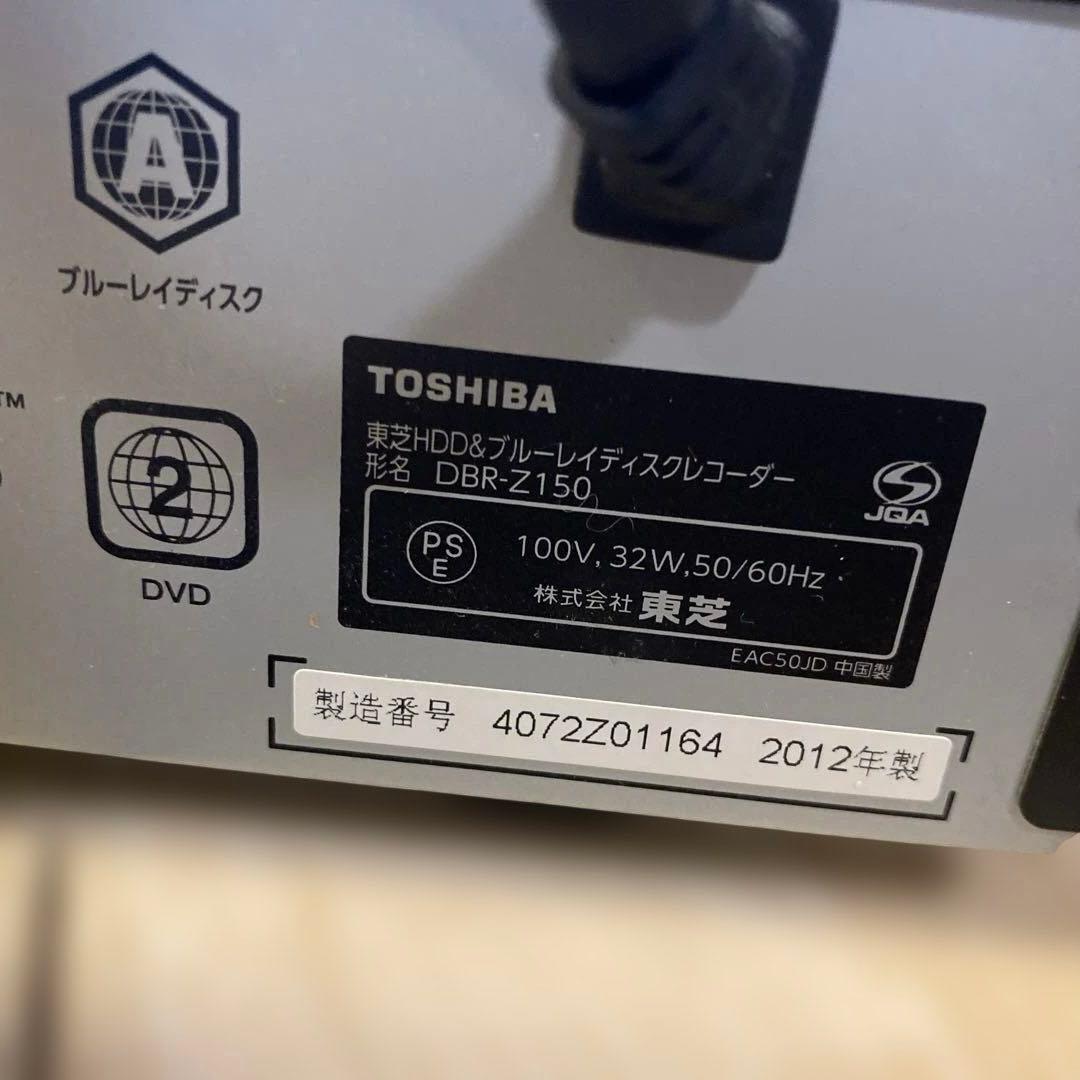 A
ブルーレイディスク
TM
2
DVD
TOSHIBA
東芝HDD&ブルーレイディスクレコーダー
形名 DBR-Z150
JQA
PS
E
100V, 32W,50/60Hz
株式会社 東芝
EAC50JD 中国製
製造番号 4072Z01164 2012年製